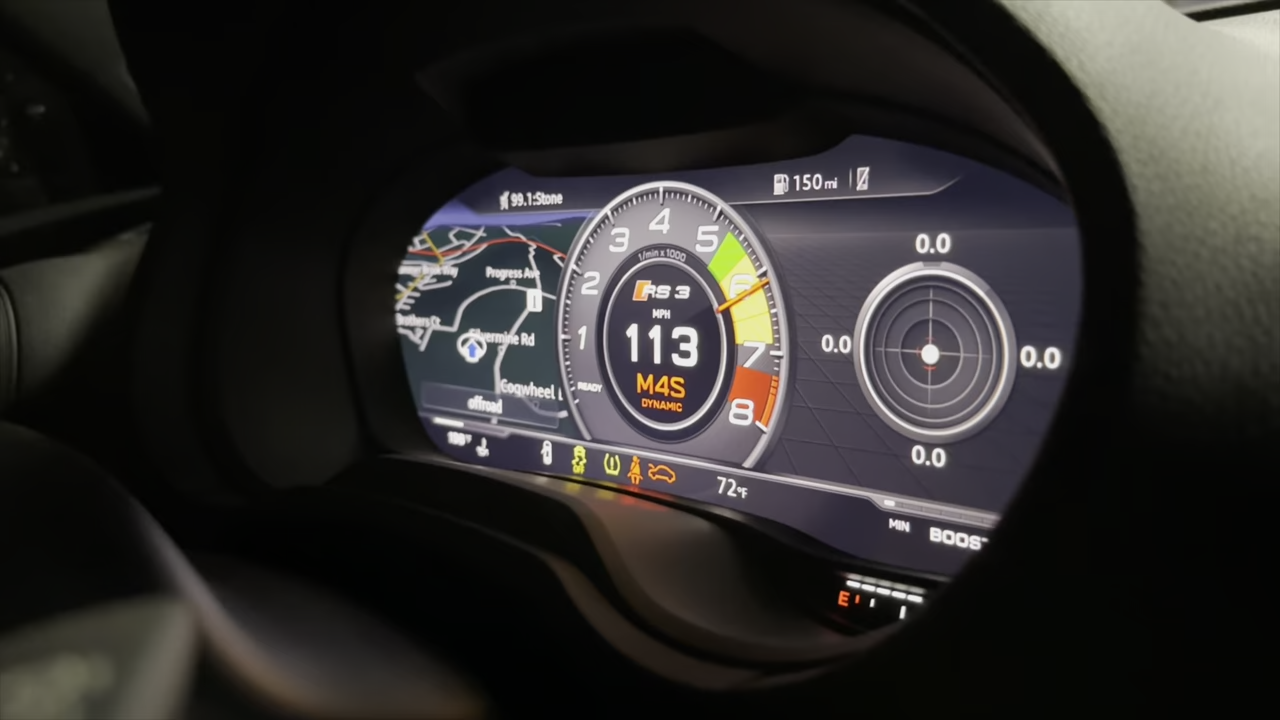 99.1:Stone
150 mi
Progress Ave
Silvermine Rd
Cogwheel
offroad
1
2
3
4
5
6
7
8
1/min x 1000
RS 3
MPH
113
M4S
DYNAMIC
READY
0.0
0.0
0.0
0.0
OFF
72°F
MIN
BOOST
E